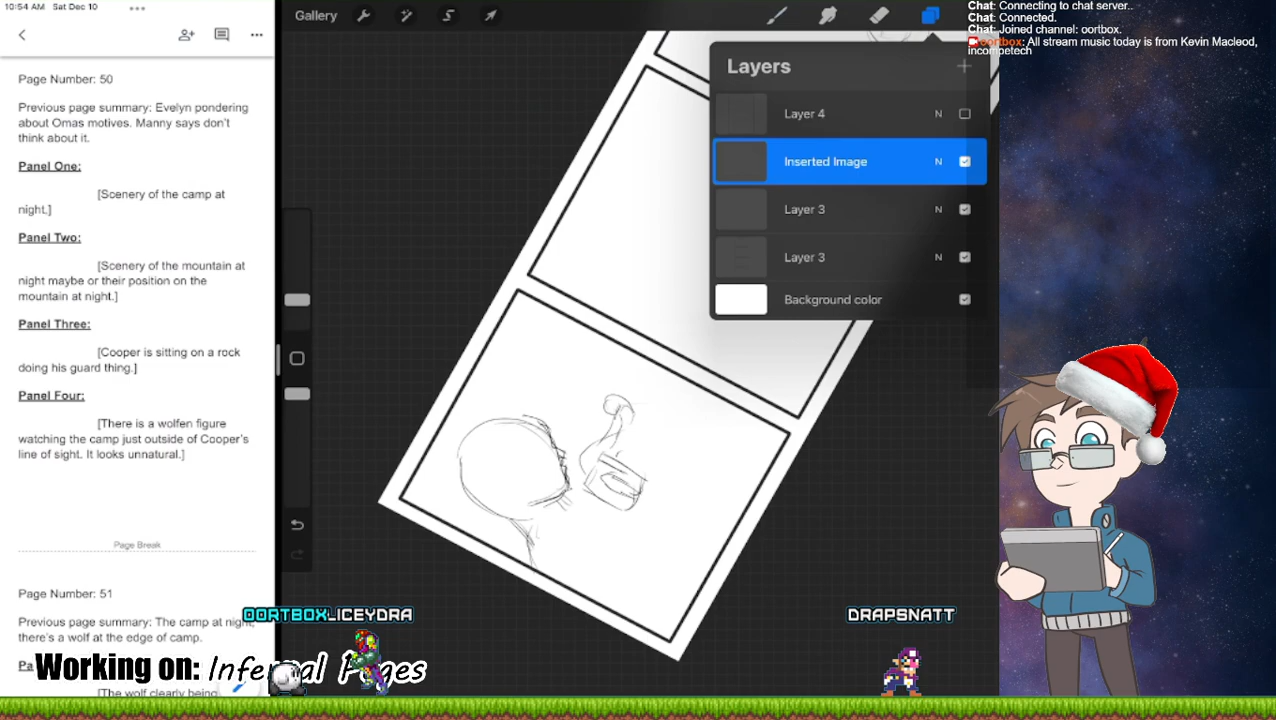 10:54 AM Sat Dec 10
Page Number: 50
Previous page summary: Evelyn pondering
about Omas motives. Manny says don't
think about it.
Panel One:
[Scenery of the camp at
night.]
Panel Two:
[Scenery of the mountain at
night maybe or their position on the
mountain at night.]
Panel Three:
[Cooper is sitting on a rock
doing his guard thing.]
Panel Four:
[There is a wolfen figure
watching the camp just outside of Cooper's
line of sight. It looks unnatural.]
Page Break
Page Number: 51
Previous page summary: The camp at night,
there's a wolf at the edge of camp.
Pa
[The wolf clearly being
Gallery
Layers
Layer 4 N
Inserted Image N
Layer 3 N
Layer 3 N
Background color
Chat: Connecting to chat server..
Chat: Connected.
Chat: Joined channel: oortbox.
oortbox: All stream music today is from Kevin Macleod,
incompetech
OORTBOXLICEYDRA
DRAPSNATT
Working on: Infernal Pages